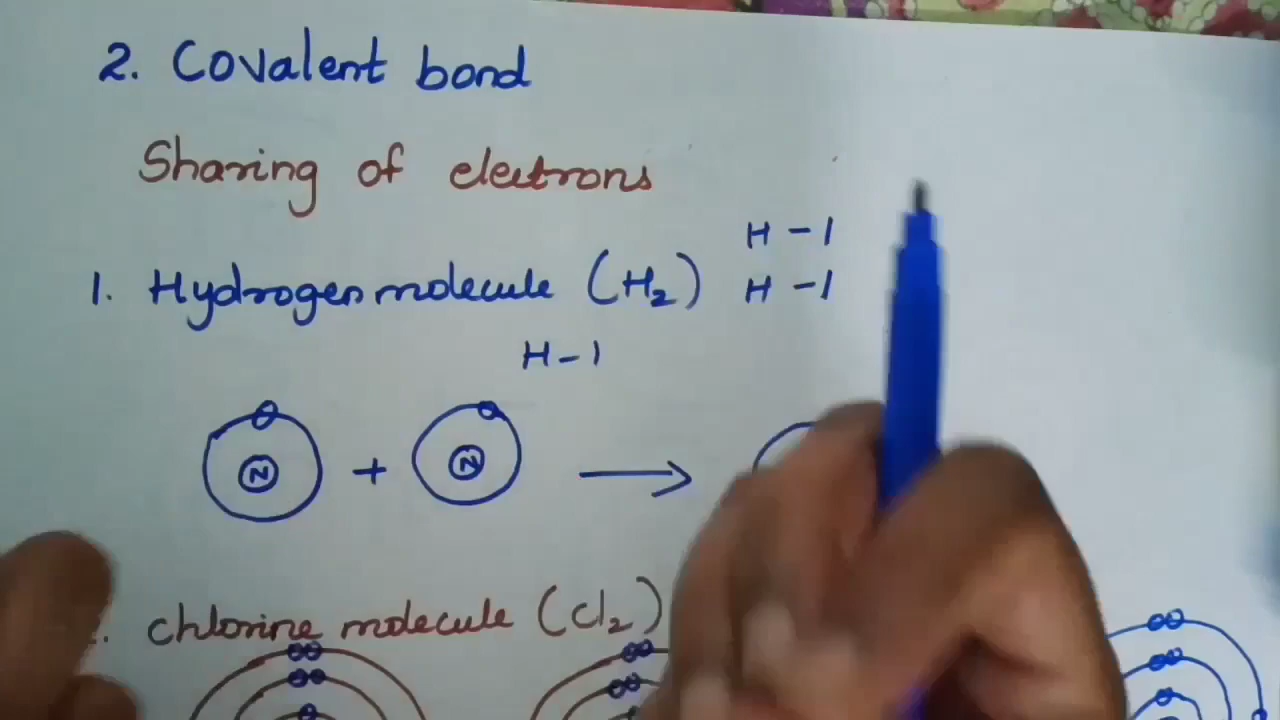 2. Covalent bond
Sharing of electrons
H - 1
1. Hydrogen molecule (H₂) H - 1
H - 1
N + N →
chlorine molecule (Cl₂)